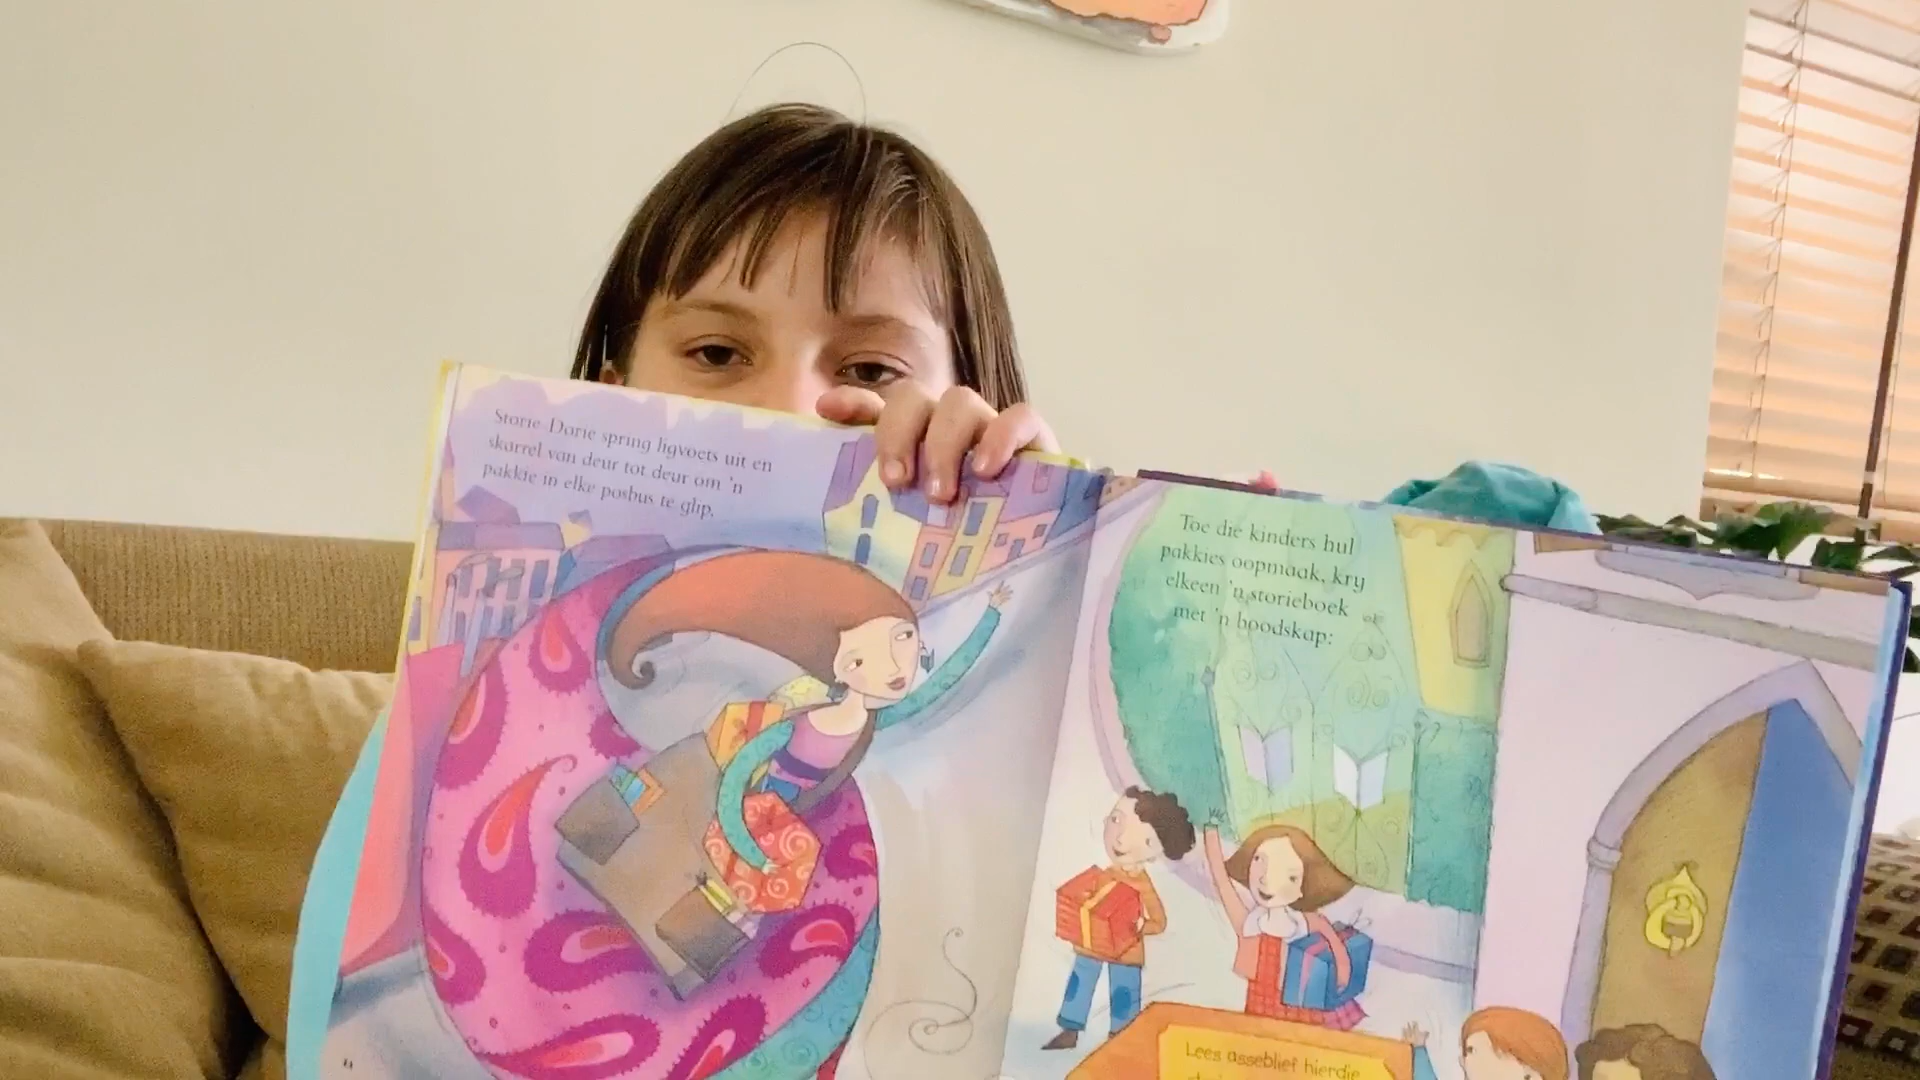 Storie-Dorie spring ligvoets uit en
skarrel van deur tot deur om 'n
pakkie in elke posbus te glip.
Toe die kinders hul
pakkies oopmaak, kry
elkeen 'n storieboek
met 'n boodskap:
Lees asseblief hierdie